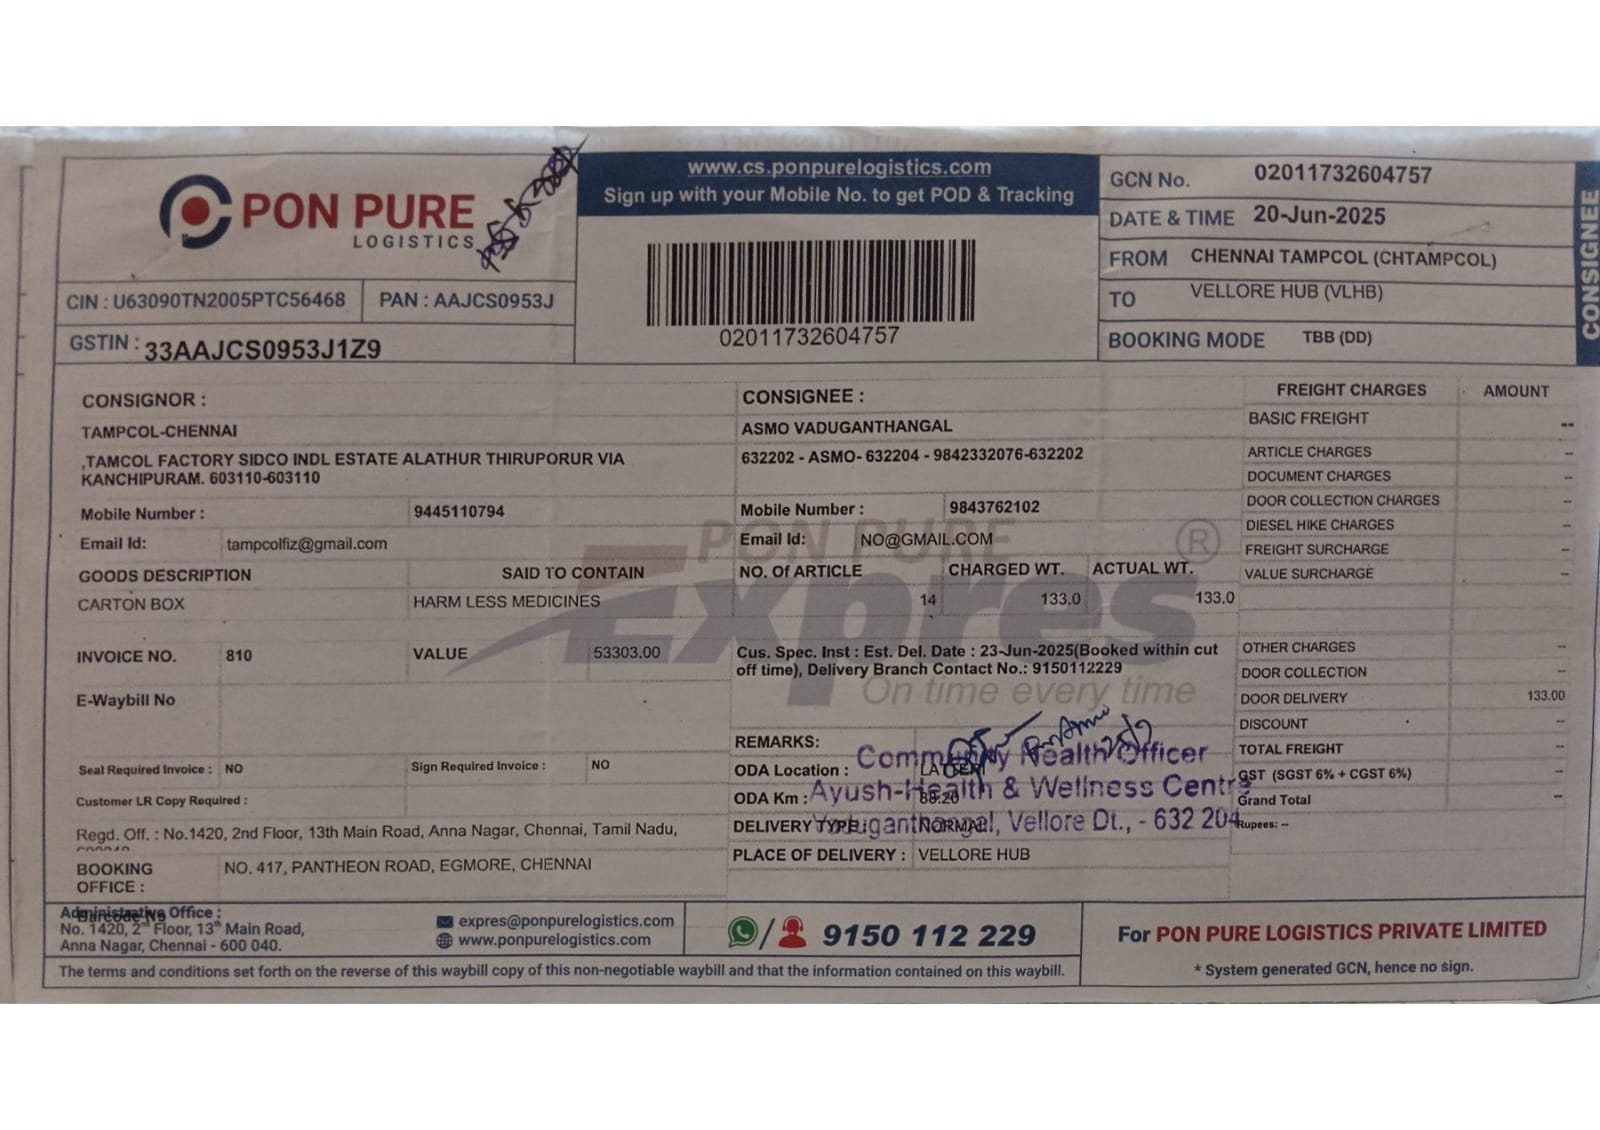 PON PURE
LOGISTICS
www.cs.ponpurelogistics.com
Sign up with your Mobile No. to get POD & Tracking
02011732604757
GCN No. 02011732604757
DATE & TIME 20-Jun-2025
FROM CHENNAI TAMPCOL (CHTAMPCOL)
TO VELLORE HUB (VLHB)
BOOKING MODE TBB (DD)
CONSIGNEE
CIN : U63090TN2005PTC56468 PAN : AAJCS0953J
GSTIN : 33AAJCS0953J1Z9
CONSIGNOR :
TAMPCOL-CHENNAI
,TAMCOL FACTORY SIDCO INDL ESTATE ALATHUR THIRUPORUR VIA
KANCHIPURAM. 603110-603110
Mobile Number : 9445110794
Email Id: tampcolfiz@gmail.com
GOODS DESCRIPTION SAID TO CONTAIN
CARTON BOX HARM LESS MEDICINES
INVOICE NO. 810 VALUE 53303.00
E-Waybill No
Seal Required Invoice : NO Sign Required Invoice : NO
Customer LR Copy Required :
Regd. Off. : No.1420, 2nd Floor, 13th Main Road, Anna Nagar, Chennai, Tamil Nadu,
BOOKING OFFICE : NO. 417, PANTHEON ROAD, EGMORE, CHENNAI
CONSIGNEE :
ASMO VADUGANTHANGAL
632202 - ASMO- 632204 - 9842332076-632202
Mobile Number : 9843762102
Email Id: NO@GMAIL.COM
NO. Of ARTICLE CHARGED WT. ACTUAL WT.
14 133.0 133.0
PON PURE
Expres ®
On time every time
Cus. Spec. Inst : Est. Del. Date : 23-Jun-2025(Booked within cut
off time), Delivery Branch Contact No.: 9150112229
REMARKS:
ODA Location :
ODA Km : 88.20
DELIVERY TYPE : NORMAL
PLACE OF DELIVERY : VELLORE HUB
Community Health Officer
Ayush-Health & Wellness Centre
Vaduganthangal, Vellore Dt., - 632 204
FREIGHT CHARGES AMOUNT
BASIC FREIGHT --
ARTICLE CHARGES --
DOCUMENT CHARGES --
DOOR COLLECTION CHARGES --
DIESEL HIKE CHARGES --
FREIGHT SURCHARGE --
VALUE SURCHARGE --
OTHER CHARGES --
DOOR COLLECTION --
DOOR DELIVERY 133.00
DISCOUNT --
TOTAL FREIGHT --
GST (SGST 6% + CGST 6%) --
Grand Total --
Rupees: --
Administrative Office :
Barcode Ns
No. 1420, 2nd Floor, 13th Main Road,
Anna Nagar, Chennai - 600 040.
expres@ponpurelogistics.com
www.ponpurelogistics.com
/ 9150 112 229
For PON PURE LOGISTICS PRIVATE LIMITED
* System generated GCN, hence no sign.
The terms and conditions set forth on the reverse of this waybill copy of this non-negotiable waybill and that the information contained on this waybill.